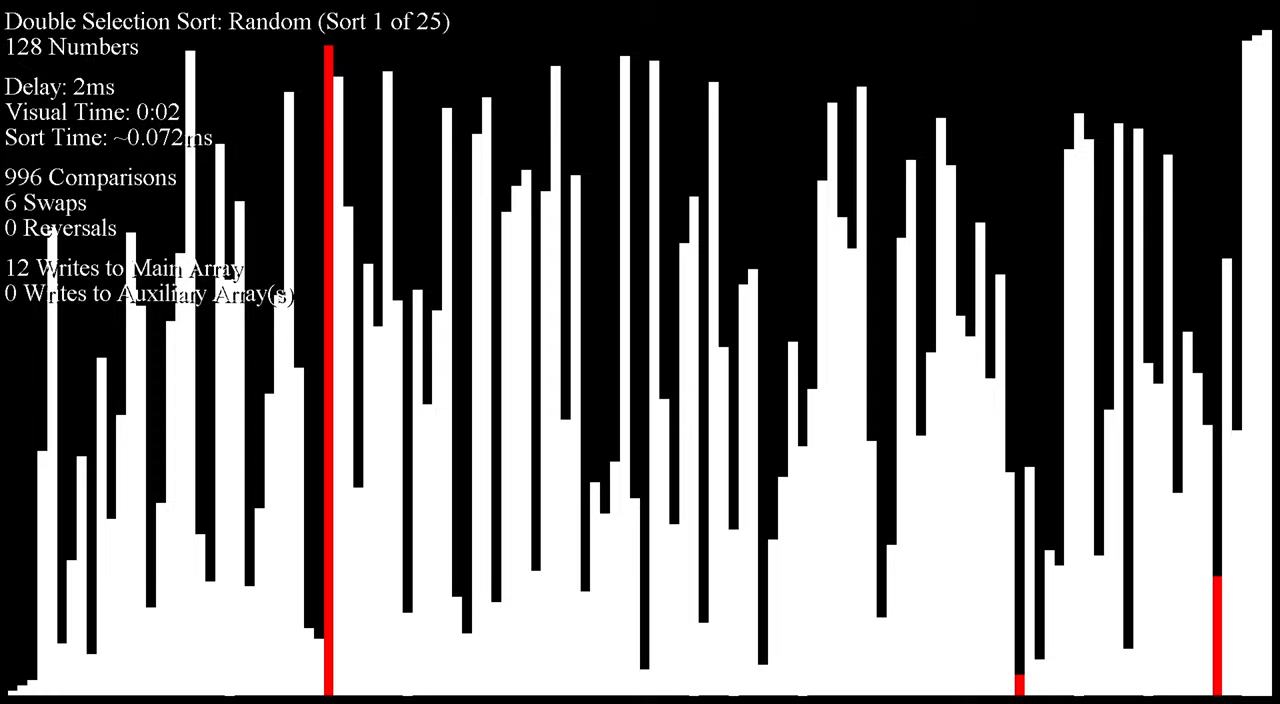 Double Selection Sort: Random (Sort 1 of 25)
128 Numbers
Delay: 2ms
Visual Time: 0:02
Sort Time: ~0.072ms
996 Comparisons
6 Swaps
0 Reversals
12 Writes to Main Array
0 Writes to Auxiliary Array(s)